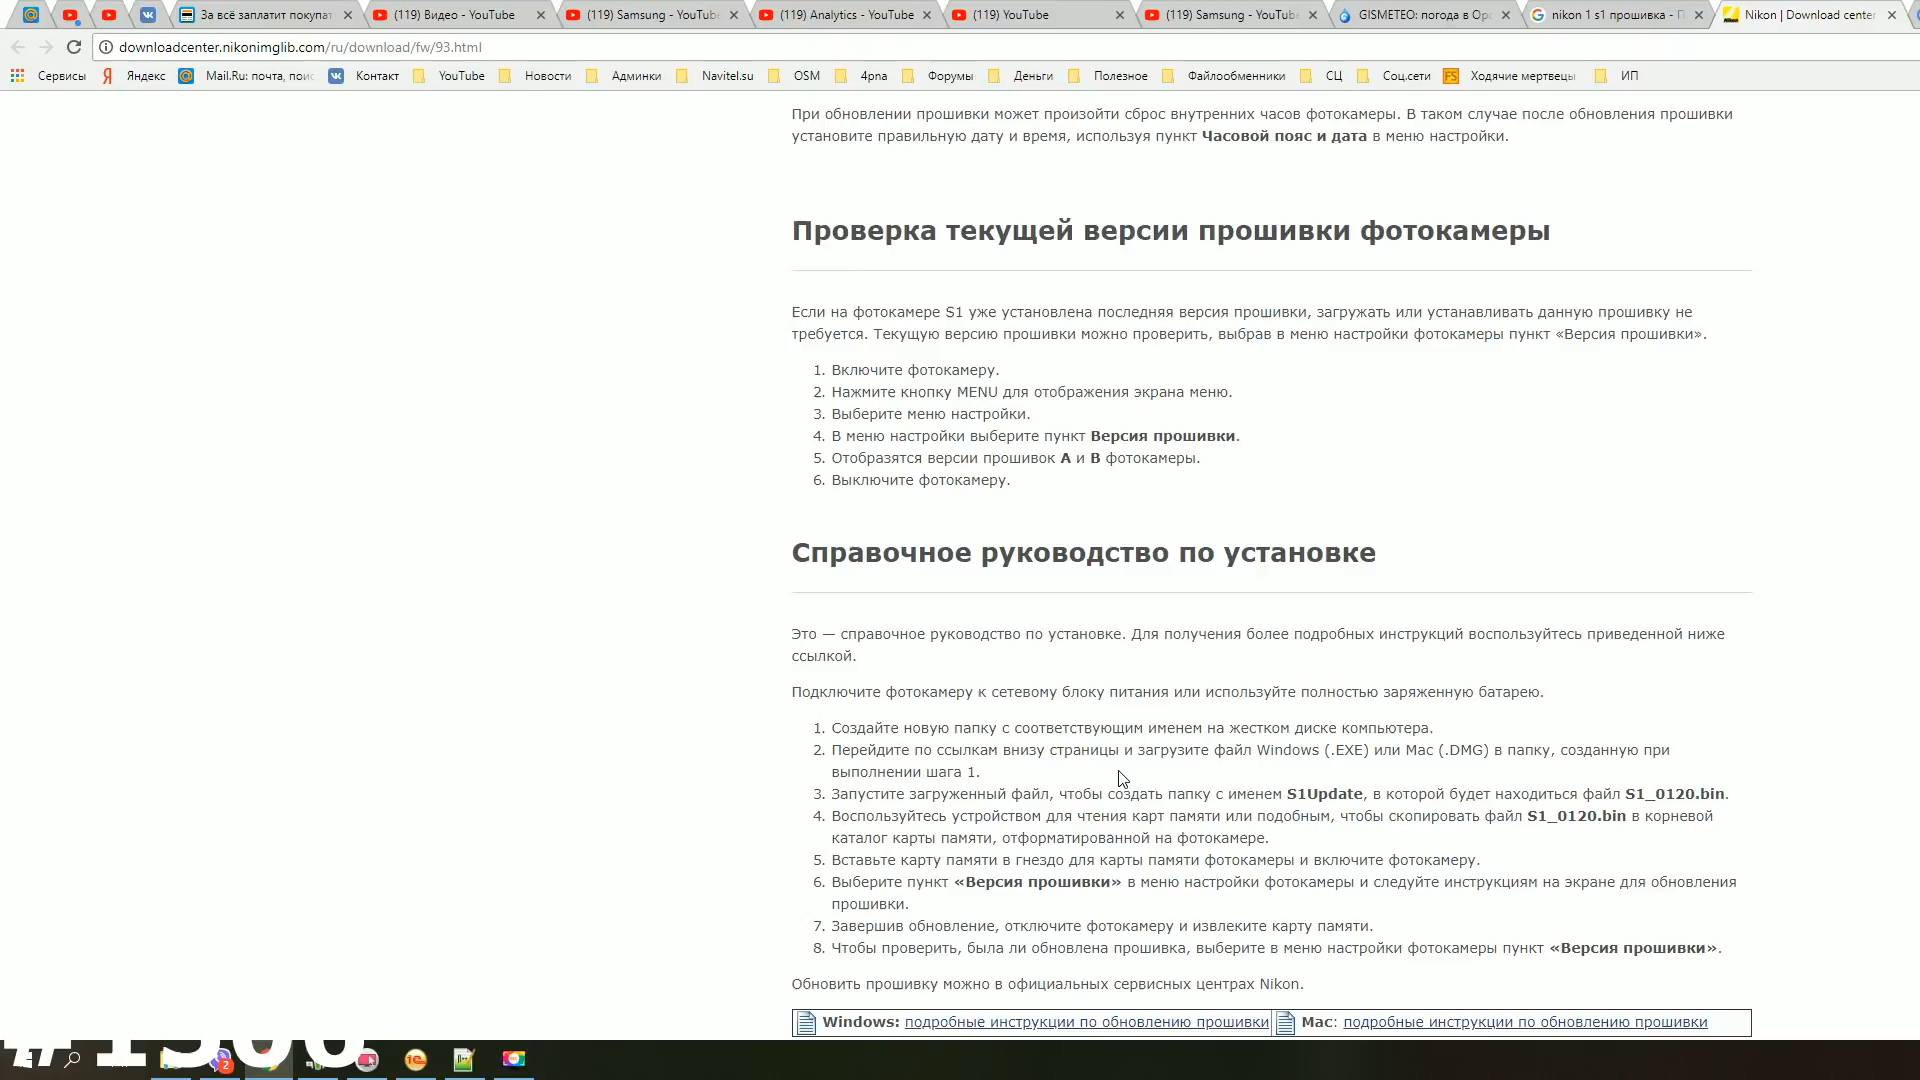 За всё заплатит покупат
(119) Видео - YouTube
(119) Samsung - YouTube
(119) Analytics - YouTube
(119) YouTube
(119) Samsung - YouTube
GISMETEO: погода в Ор
nikon 1 s1 прошивка - П
Nikon | Download center
downloadcenter.nikonimglib.com/ru/download/fw/93.html
Сервисы
Яндекс
Mail.Ru: почта, пои
Контакт
YouTube
Новости
Админки
Navitel.su
OSM
4pna
Форумы
Деньги
Полезное
Файлообменники
СЦ
Соц.сети
Ходячие мертвецы
ИП
При обновлении прошивки может произойти сброс внутренних часов фотокамеры. В таком случае после обновления прошивки
установите правильную дату и время, используя пункт Часовой пояс и дата в меню настройки.
Проверка текущей версии прошивки фотокамеры
Если на фотокамере S1 уже установлена последняя версия прошивки, загружать или устанавливать данную прошивку не
требуется. Текущую версию прошивки можно проверить, выбрав в меню настройки фотокамеры пункт «Версия прошивки».
1. Включите фотокамеру.
2. Нажмите кнопку MENU для отображения экрана меню.
3. Выберите меню настройки.
4. В меню настройки выберите пункт Версия прошивки.
5. Отобразятся версии прошивок A и B фотокамеры.
6. Выключите фотокамеру.
Справочное руководство по установке
Это — справочное руководство по установке. Для получения более подробных инструкций воспользуйтесь приведенной ниже
ссылкой.
Подключите фотокамеру к сетевому блоку питания или используйте полностью заряженную батарею.
1. Создайте новую папку с соответствующим именем на жестком диске компьютера.
2. Перейдите по ссылкам внизу страницы и загрузите файл Windows (.EXE) или Mac (.DMG) в папку, созданную при
выполнении шага 1.
3. Запустите загруженный файл, чтобы создать папку с именем S1Update, в которой будет находиться файл S1_0120.bin.
4. Воспользуйтесь устройством для чтения карт памяти или подобным, чтобы скопировать файл S1_0120.bin в корневой
каталог карты памяти, отформатированной на фотокамере.
5. Вставьте карту памяти в гнездо для карты памяти фотокамеры и включите фотокамеру.
6. Выберите пункт «Версия прошивки» в меню настройки фотокамеры и следуйте инструкциям на экране для обновления
прошивки.
7. Завершив обновление, отключите фотокамеру и извлеките карту памяти.
8. Чтобы проверить, была ли обновлена прошивка, выберите в меню настройки фотокамеры пункт «Версия прошивки».
Обновить прошивку можно в официальных сервисных центрах Nikon.
Windows: подробные инструкции по обновлению прошивки
Mac: подробные инструкции по обновлению прошивки